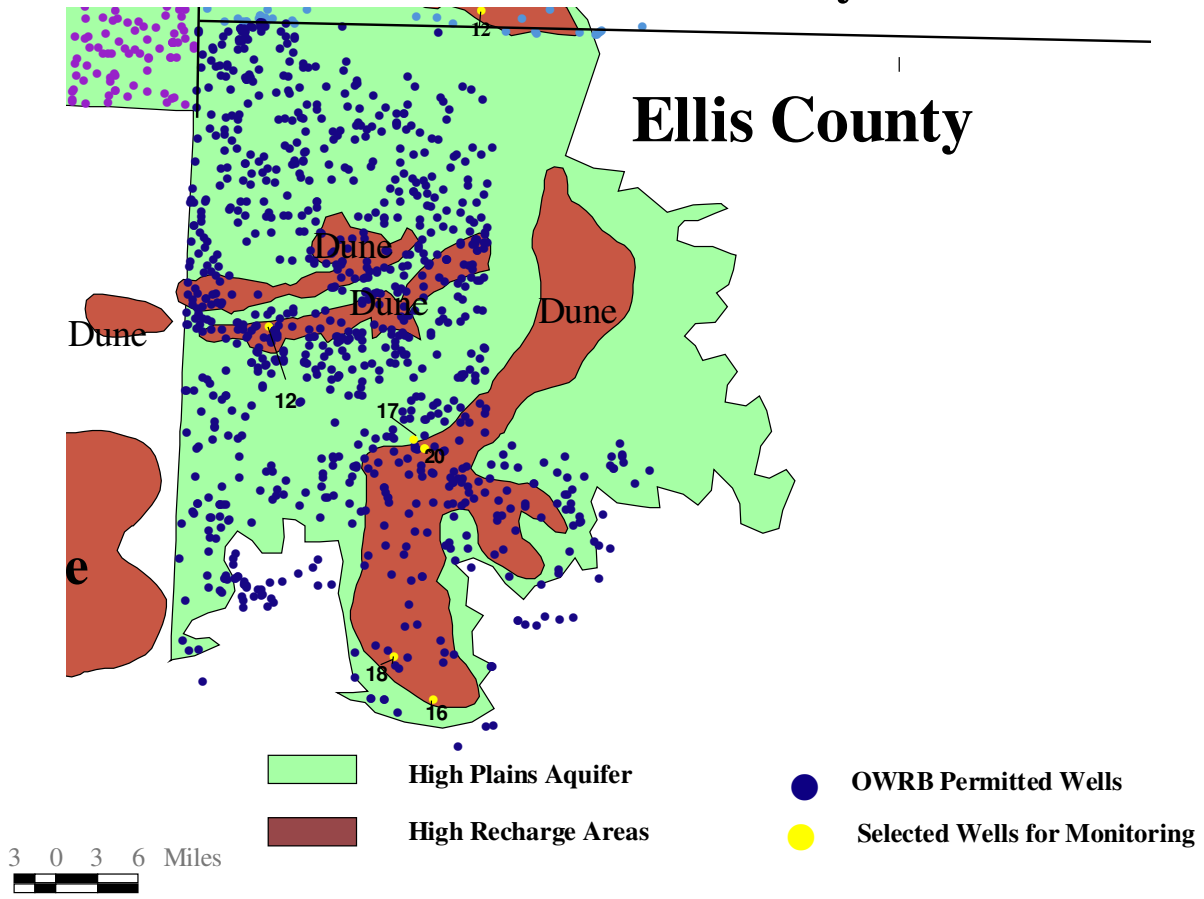 12
Ellis County
Dune
Dune
Dune
Dune
12
17
20
e
18
16
High Plains Aquifer
OWRB Permitted Wells
High Recharge Areas
Selected Wells for Monitoring
3 0 3 6 Miles